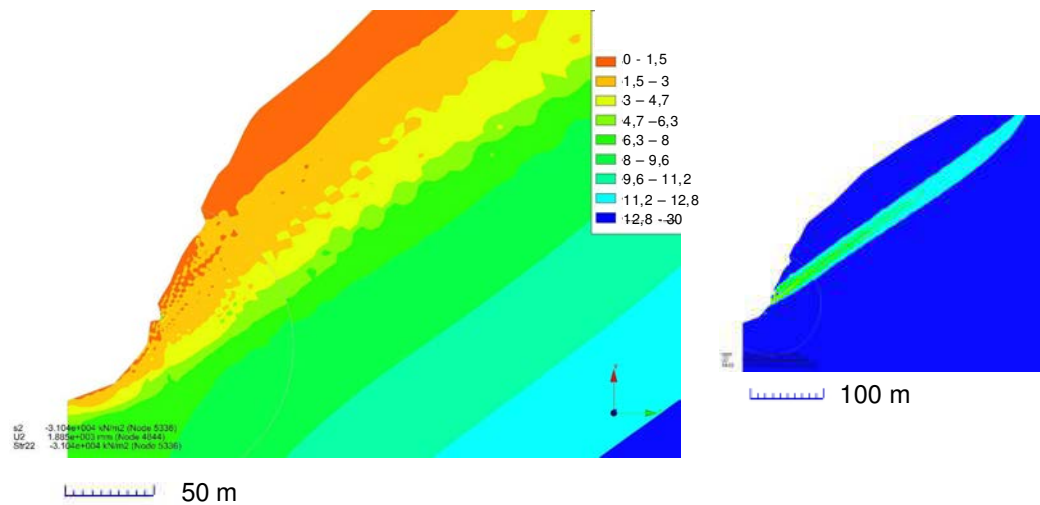 0 - 1,5
1,5 – 3
3 – 4,7
4,7 –6,3
6,3 – 8
8 – 9,6
9,6 – 11,2
11,2 – 12,8
12,8 - 30
s2 -3.104e+004 kN/m2 (Node 5336)
U2 1.885e+003 mm (Node 4844)
Str22 -3.104e+004 kN/m2 (Node 5336)
50 m
100 m